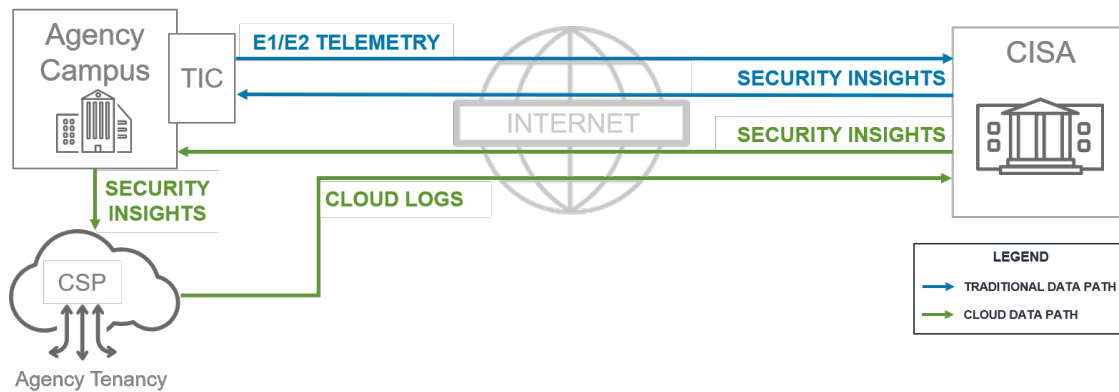 Agency
Campus
TIC
E1/E2 TELEMETRY
SECURITY INSIGHTS
CISA
INTERNET
SECURITY INSIGHTS
SECURITY
INSIGHTS
CLOUD LOGS
CSP
Agency Tenancy
LEGEND
TRADITIONAL DATA PATH
CLOUD DATA PATH